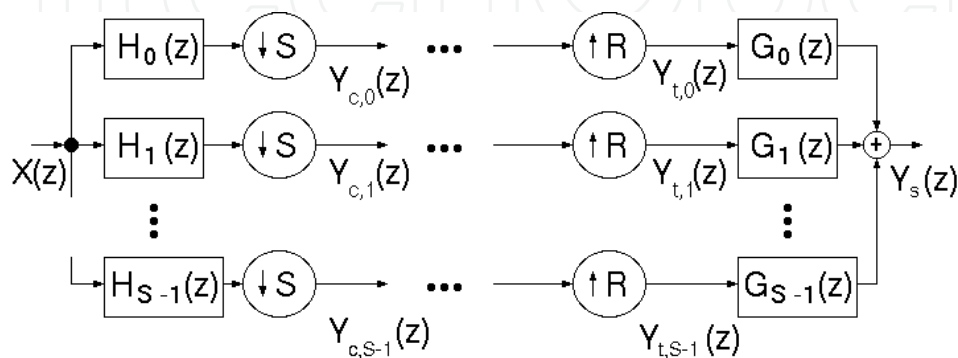 H₀(z) ↓ S Y_c,0(z) ••• ↑ R Y_t,0(z) G₀(z)
X(z) H₁(z) ↓ S Y_c,1(z) ••• ↑ R Y_t,1(z) G₁(z) + Y_s(z)
H_S-1(z) ↓ S Y_c,S-1(z) ••• ↑ R Y_t,S-1(z) G_S-1(z)